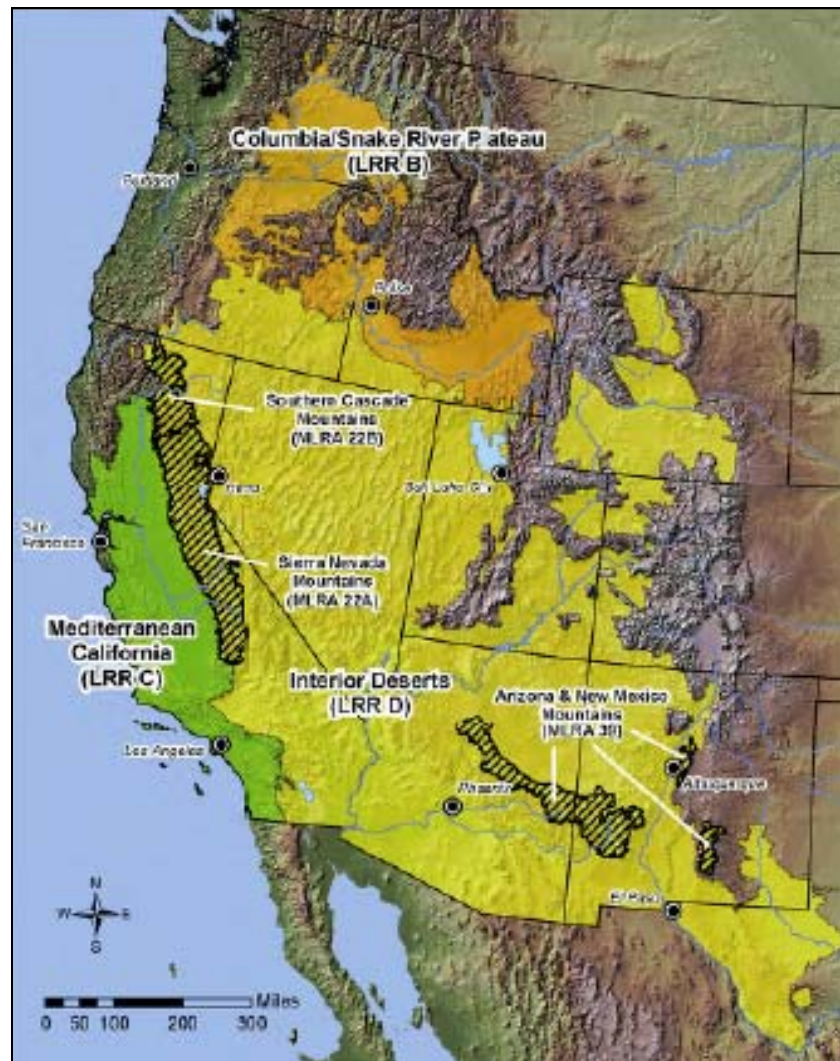 Columbia/Snake River Plateau
(LRR B)
Portland
Boise
Southern Cascade
Mountains
(MLRA 22B)
Reno
Salt Lake City
San
Francisco
Sierra Nevada
Mountains
(MLRA 22A)
Mediterranean
California
(LRR C)
Interior Deserts
(LRR D)
Arizona & New Mexico
Mountains
(MLRA 39)
Los Angeles
Albuquerque
Phoenix
El Paso
N
W E
S
Miles
0 50 100 200 300